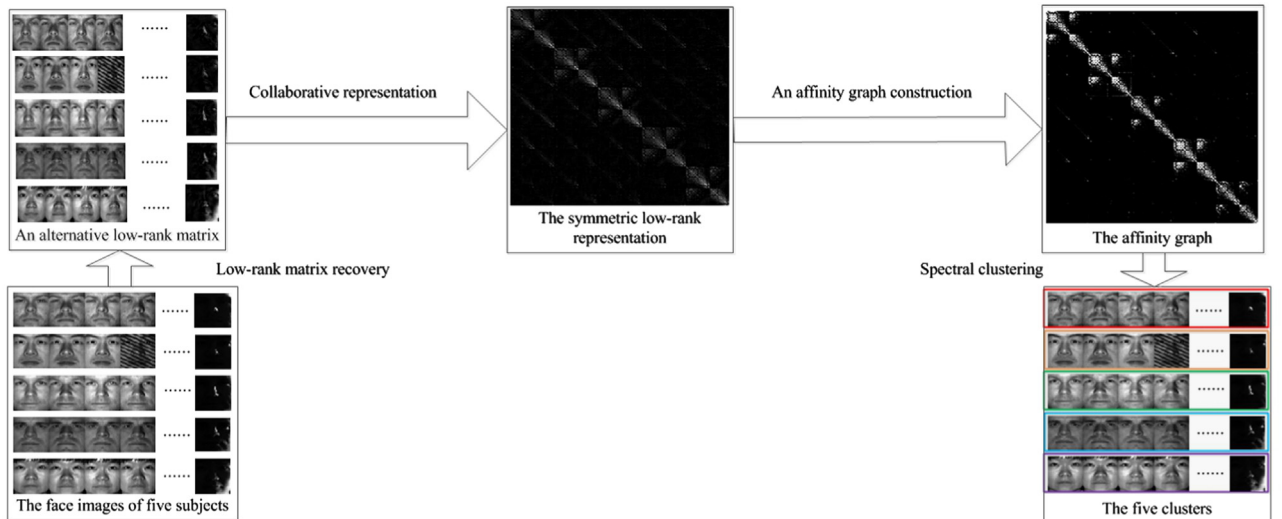 Collaborative representation
An affinity graph construction
An alternative low-rank matrix
The symmetric low-rank
representation
The affinity graph
Low-rank matrix recovery
Spectral clustering
The face images of five subjects
The five clusters